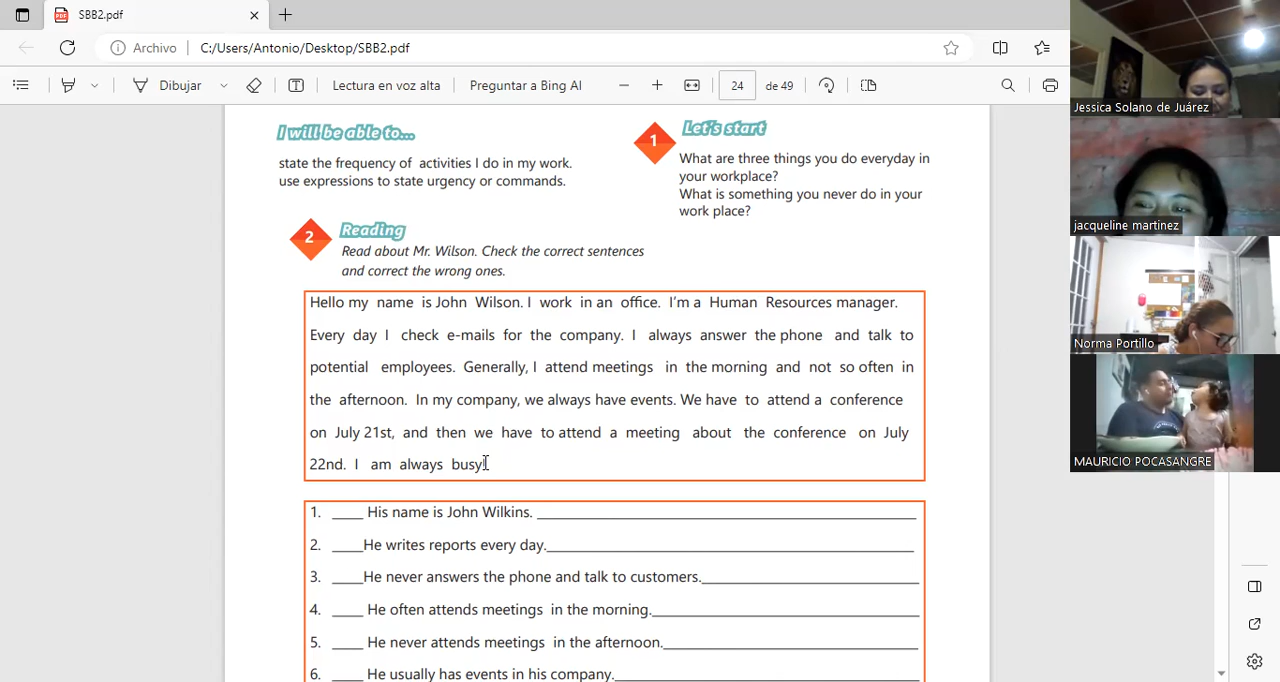 SBB2.pdf
Archivo
C:/Users/Antonio/Desktop/SBB2.pdf
Dibujar
Lectura en voz alta
Preguntar a Bing AI
24
de 49
I will be able to...
state the frequency of activities I do in my work.
use expressions to state urgency or commands.
1
Let's start
What are three things you do everyday in
your workplace?
What is something you never do in your
work place?
2
Reading
Read about Mr. Wilson. Check the correct sentences
and correct the wrong ones.
Hello my name is John Wilson. I work in an office. I'm a Human Resources manager.
Every day I check e-mails for the company. I always answer the phone and talk to
potential employees. Generally, I attend meetings in the morning and not so often in
the afternoon. In my company, we always have events. We have to attend a conference
on July 21st, and then we have to attend a meeting about the conference on July
22nd. I am always busy
1. ____ His name is John Wilkins. ____
2. ____He writes reports every day.____
3. ____He never answers the phone and talk to customers.____
4. ____ He often attends meetings in the morning.____
5. ____ He never attends meetings in the afternoon.____
6. ____ He usually has events in his company.____
Jessica Solano de Juárez
jacqueline martinez
Norma Portillo
MAURICIO POCASANGRE